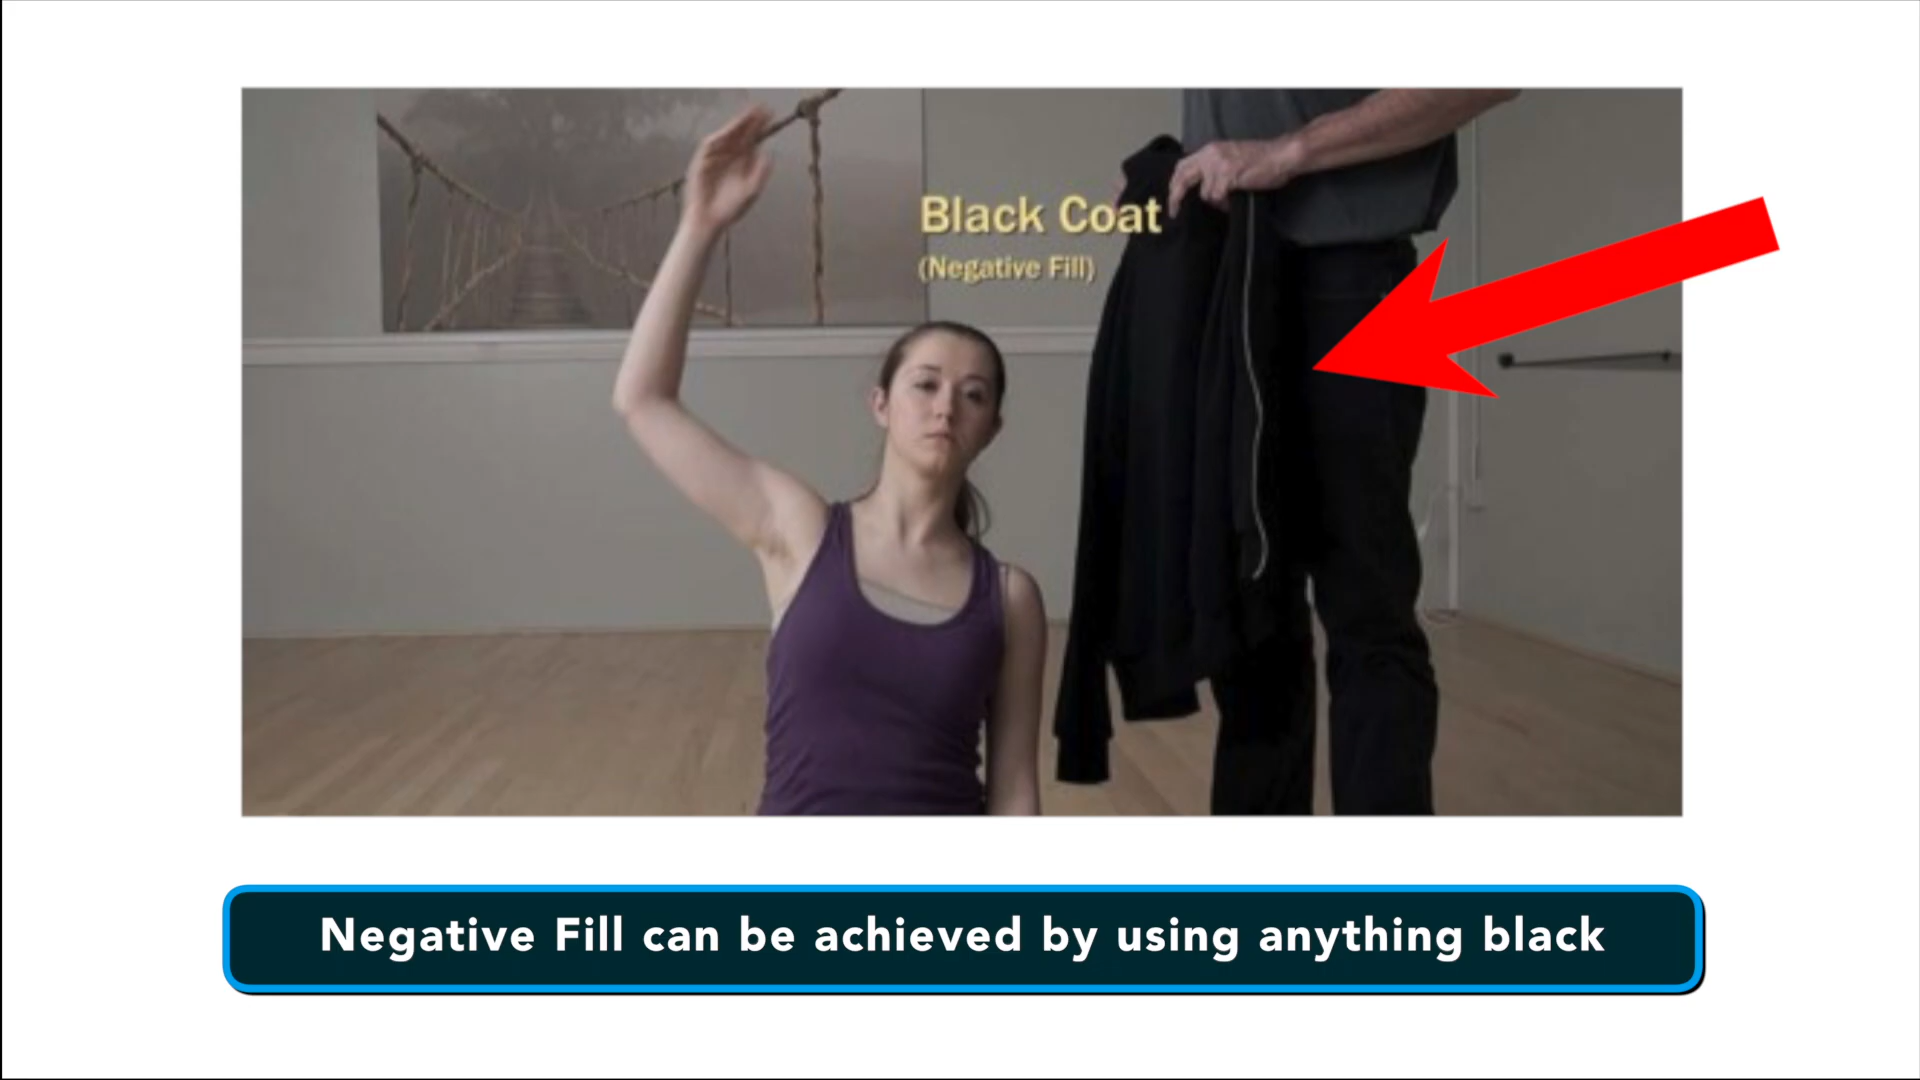 Black Coat
(Negative Fill)
Negative Fill can be achieved by using anything black